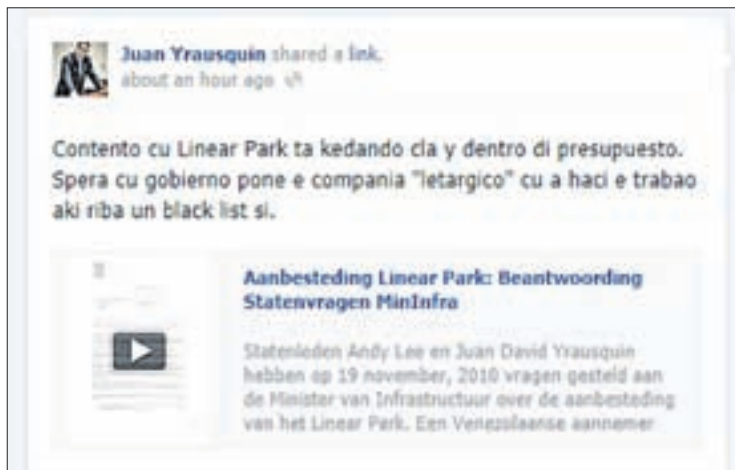 Juan Yrausquin shared a link.
about an hour ago
Contento cu Linear Park ta kedando cla y dentro di presupuesto.
Spera cu gobierno pone e compania "letargico" cu a haci e trabao
aki riba un black list si.
Aanbesteding Linear Park: Beantwoording
Statenvragen MinInfra
Statenleden Andy Lee en Juan David Yrausquin
hebben op 19 november, 2010 vragen gesteld aan
de Minister van Infrastructuur over de aanbesteding
van het Linear Park. Een Venezolaanse aannemer